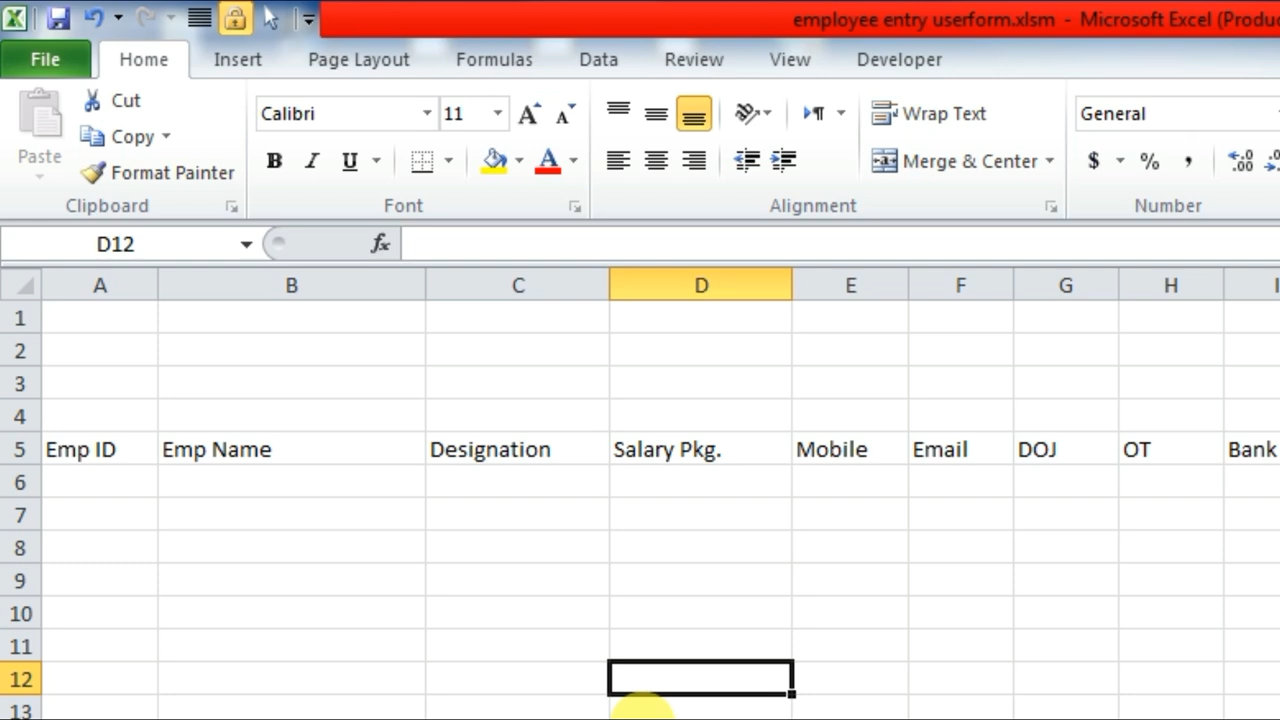 employee entry userform.xlsm - Microsoft Excel (Produc
File Home Insert Page Layout Formulas Data Review View Developer
Cut
Copy
Format Painter
Paste
Clipboard
Calibri 11 A A
B I U A
Font
Wrap Text
Merge & Center
Alignment
General
$ % ,
Number
D12 fx
A B C D E F G H I
1
2
3
4
5 Emp ID Emp Name Designation Salary Pkg. Mobile Email DOJ OT Bank
6
7
8
9
10
11
12
13